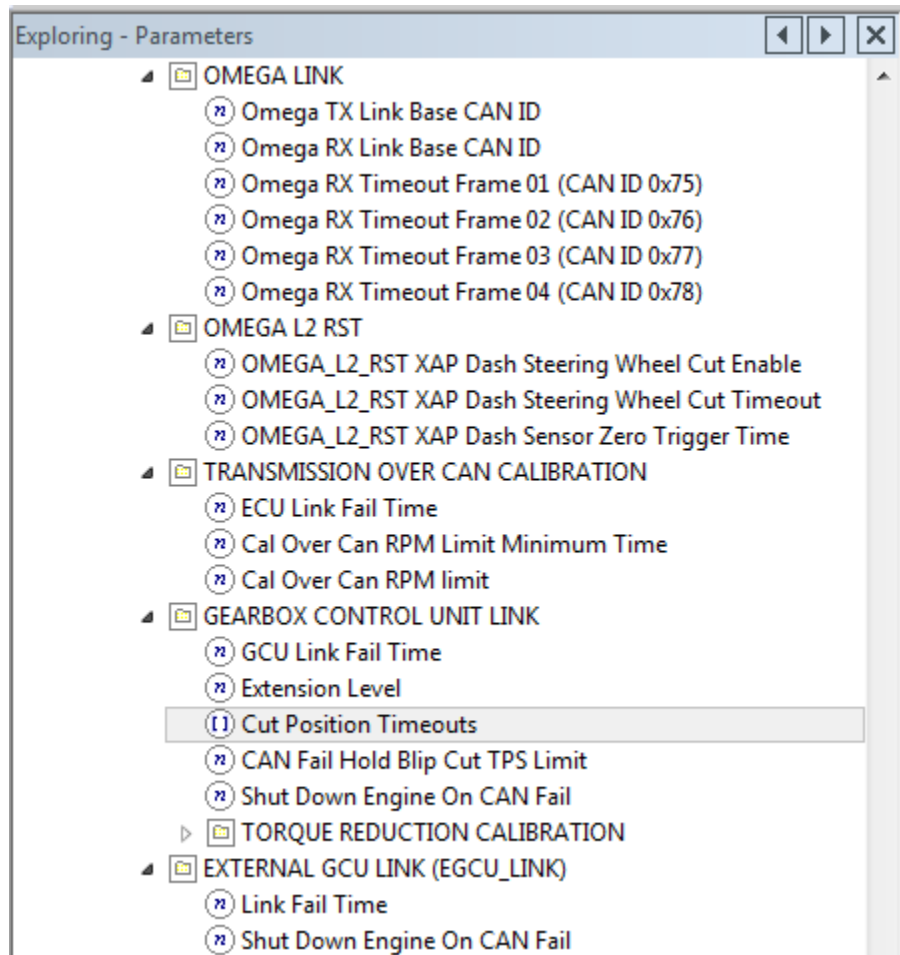 Exploring - Parameters
OMEGA LINK
Omega TX Link Base CAN ID
Omega RX Link Base CAN ID
Omega RX Timeout Frame 01 (CAN ID 0x75)
Omega RX Timeout Frame 02 (CAN ID 0x76)
Omega RX Timeout Frame 03 (CAN ID 0x77)
Omega RX Timeout Frame 04 (CAN ID 0x78)
OMEGA L2 RST
OMEGA_L2_RST XAP Dash Steering Wheel Cut Enable
OMEGA_L2_RST XAP Dash Steering Wheel Cut Timeout
OMEGA_L2_RST XAP Dash Sensor Zero Trigger Time
TRANSMISSION OVER CAN CALIBRATION
ECU Link Fail Time
Cal Over Can RPM Limit Minimum Time
Cal Over Can RPM limit
GEARBOX CONTROL UNIT LINK
GCU Link Fail Time
Extension Level
Cut Position Timeouts
CAN Fail Hold Blip Cut TPS Limit
Shut Down Engine On CAN Fail
TORQUE REDUCTION CALIBRATION
EXTERNAL GCU LINK (EGCU_LINK)
Link Fail Time
Shut Down Engine On CAN Fail